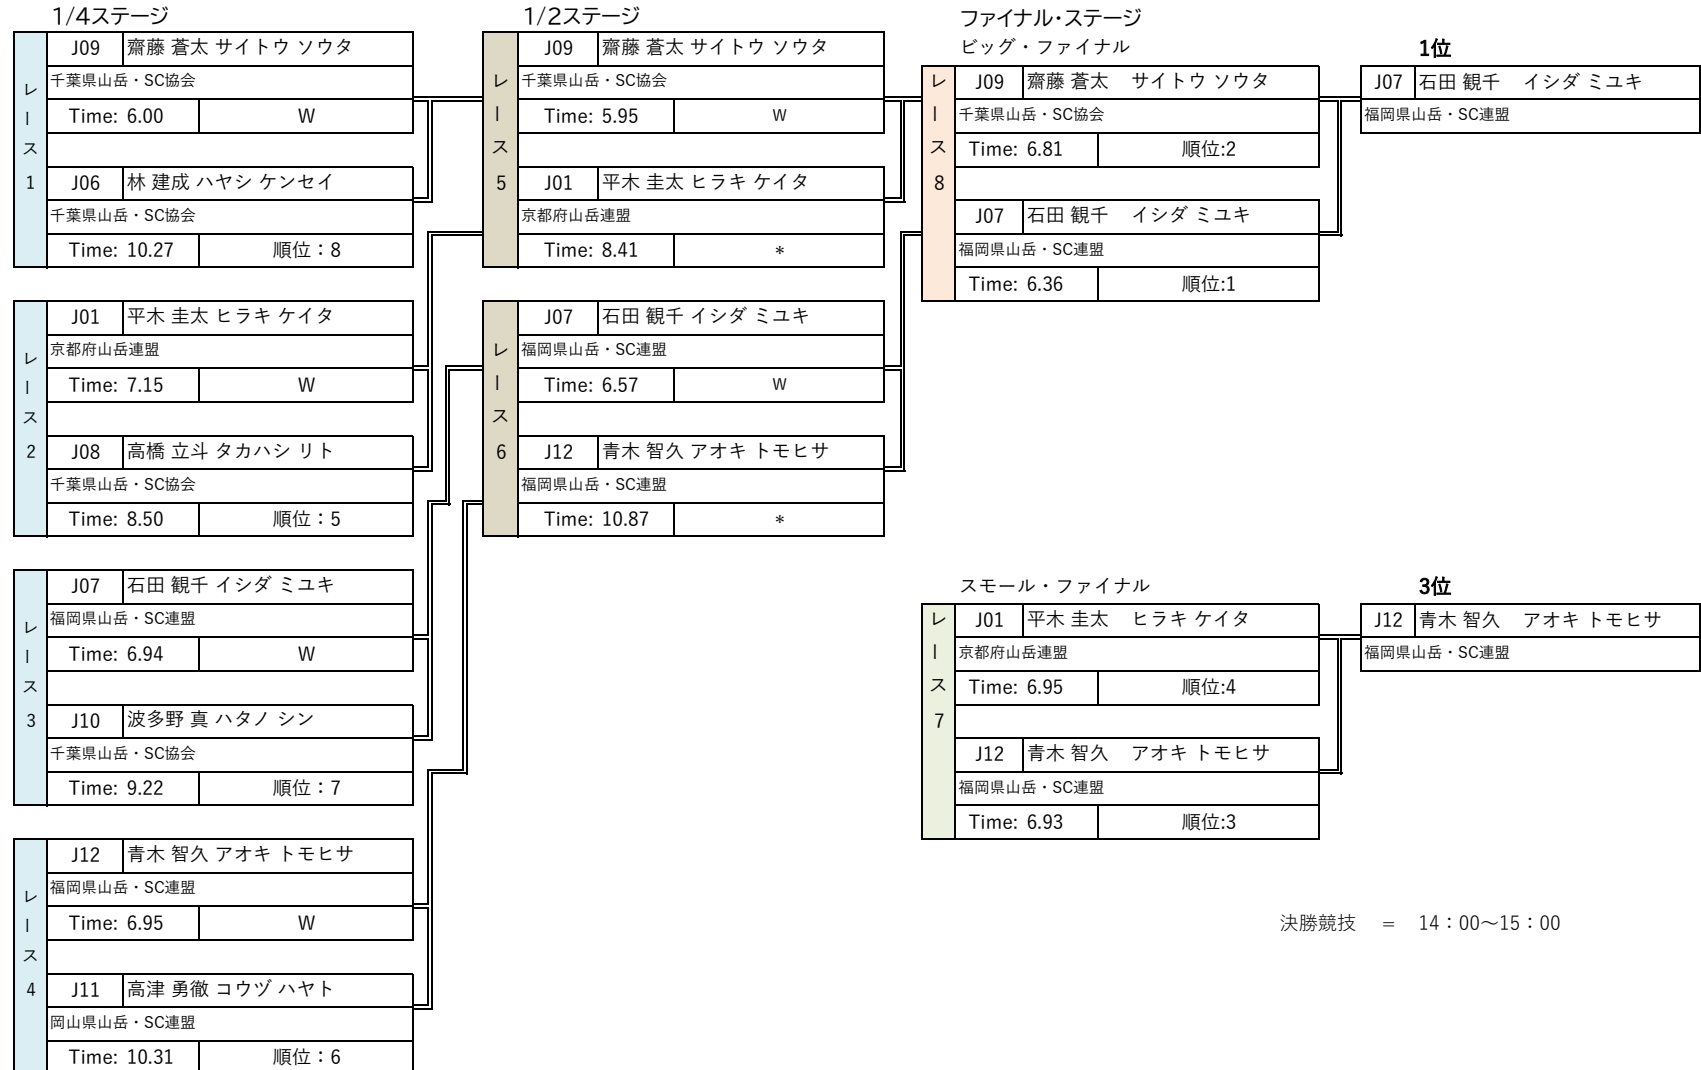 1/4ステージ
レース1
J09 齋藤 蒼太 サイトウ ソウタ
千葉県山岳・SC協会
Time: 6.00 W
J06 林 建成 ハヤシ ケンセイ
千葉県山岳・SC協会
Time: 10.27 順位：8
レース2
J01 平木 圭太 ヒラキ ケイタ
京都府山岳連盟
Time: 7.15 W
J08 高橋 立斗 タカハシ リト
千葉県山岳・SC協会
Time: 8.50 順位：5
レース3
J07 石田 観千 イシダ ミユキ
福岡県山岳・SC連盟
Time: 6.94 W
J10 波多野 真 ハタノ シン
千葉県山岳・SC協会
Time: 9.22 順位：7
レース4
J12 青木 智久 アオキ トモヒサ
福岡県山岳・SC連盟
Time: 6.95 W
J11 高津 勇徹 コウヅ ハヤト
岡山県山岳・SC連盟
Time: 10.31 順位：6
1/2ステージ
レース5
J09 齋藤 蒼太 サイトウ ソウタ
千葉県山岳・SC協会
Time: 5.95 W
J01 平木 圭太 ヒラキ ケイタ
京都府山岳連盟
Time: 8.41 *
レース6
J07 石田 観千 イシダ ミユキ
福岡県山岳・SC連盟
Time: 6.57 W
J12 青木 智久 アオキ トモヒサ
福岡県山岳・SC連盟
Time: 10.87 *
ファイナル・ステージ
ビッグ・ファイナル
レース8
J09 齋藤 蒼太 サイトウ ソウタ
千葉県山岳・SC協会
Time: 6.81 順位:2
J07 石田 観千 イシダ ミユキ
福岡県山岳・SC連盟
Time: 6.36 順位:1
1位
J07 石田 観千 イシダ ミユキ
福岡県山岳・SC連盟
スモール・ファイナル
レース7
J01 平木 圭太 ヒラキ ケイタ
京都府山岳連盟
Time: 6.95 順位:4
J12 青木 智久 アオキ トモヒサ
福岡県山岳・SC連盟
Time: 6.93 順位:3
3位
J12 青木 智久 アオキ トモヒサ
福岡県山岳・SC連盟
決勝競技 = 14：00～15：00